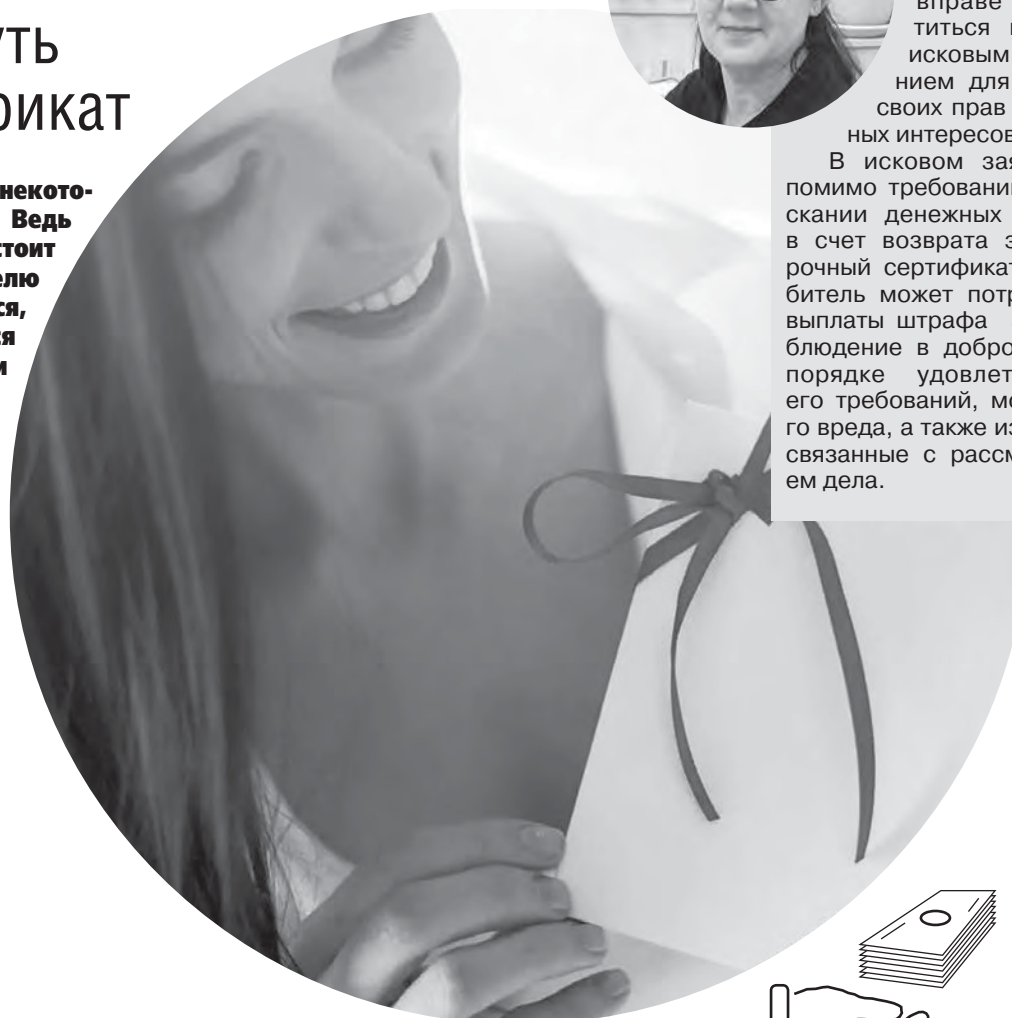 уть
фикат
некото-
Ведь
стоит
елю
ся,
ся
и
вправе
титься
исковым
нием для
своих прав
ных интересов
В исковом зая
помимо требовани
скании денежных
в счет возврата з
рочный сертификат
битель может потр
выплаты штрафа
блюдение в добро
порядке удовлет
его требований, мо
го вреда, а также из
связанные с рассм
ем дела.